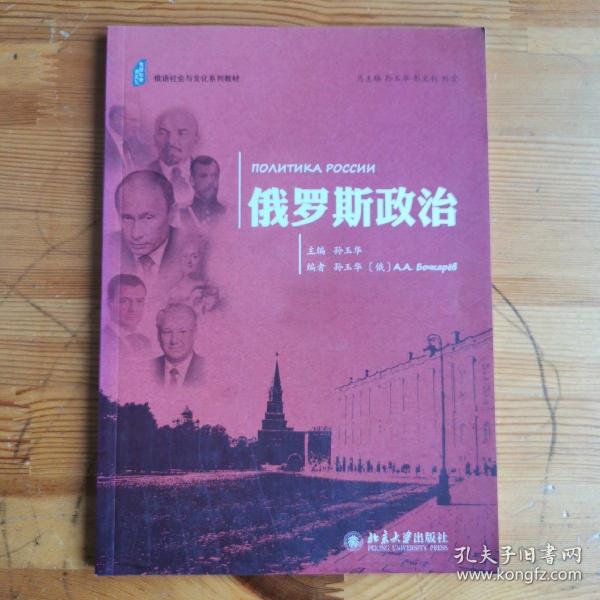 俄语社会与文化系列教材
总主编 孙玉华 彭文钊 刘宏
ПОЛИТИКА РОССИИ
俄罗斯政治
主编 孙玉华
编者 孙玉华〔俄〕А.А. Бочкарёв
北京大学出版社
PEKING UNIVERSITY PRESS
孔夫子旧书网
www.kongfz.com